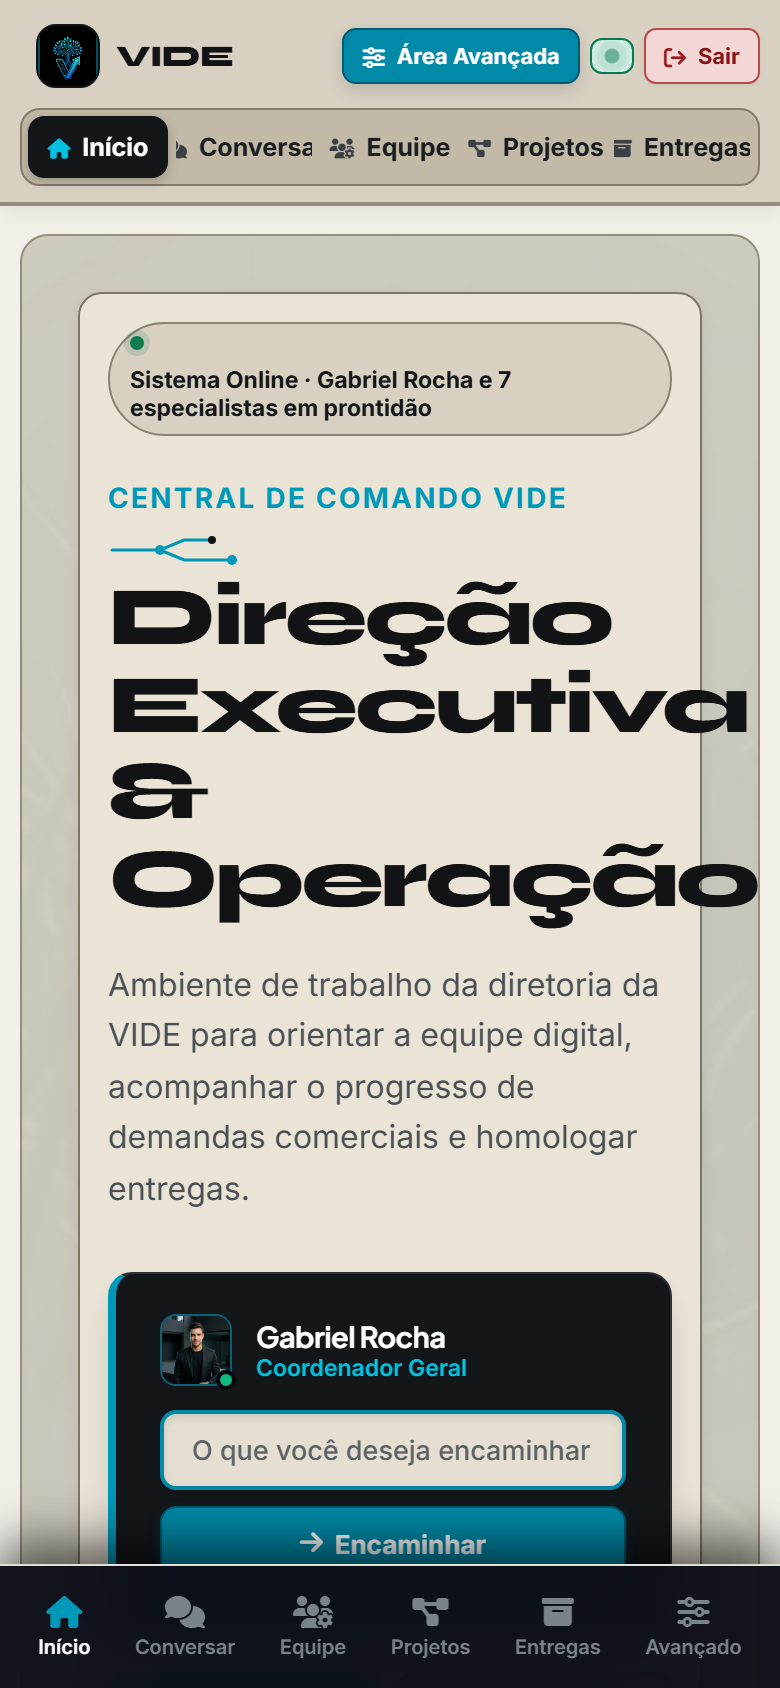 VIDE
Área Avançada
Sair
Início
Conversa
Equipe
Projetos
Entregas
Sistema Online · Gabriel Rocha e 7
especialistas em prontidão
CENTRAL DE COMANDO VIDE
Direção
Executiva
&
Operação
Ambiente de trabalho da diretoria da
VIDE para orientar a equipe digital,
acompanhar o progresso de
demandas comerciais e homologar
entregas.
Gabriel Rocha
Coordenador Geral
O que você deseja encaminhar
Encaminhar
Início
Conversar
Equipe
Projetos
Entregas
Avançado